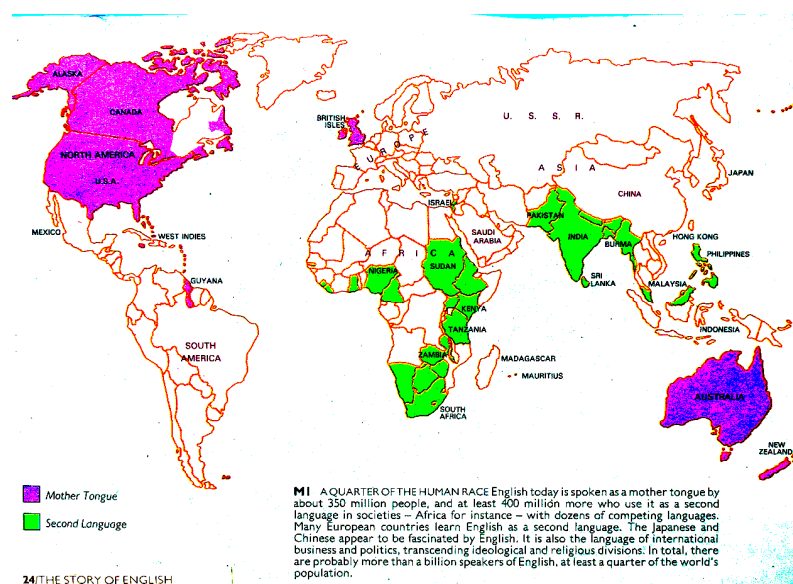 ALASKA
CANADA
NORTH AMERICA
U.S.A.
MEXICO
WEST INDIES
GUYANA
SOUTH
AMERICA
BRITISH
ISLES
EUROPE
U. S. S. R.
ASIA
ISRAEL
SAUDI
ARABIA
AFRICA
NIGERIA
SUDAN
KENYA
TANZANIA
ZAMBIA
MADAGASCAR
MAURITIUS
SOUTH
AFRICA
PAKISTAN
INDIA
BURMA
SRI
LANKA
CHINA
JAPAN
HONG KONG
PHILIPPINES
MALAYSIA
INDONESIA
AUSTRALIA
NEW
ZEALAND
Mother Tongue
Second Language
M1 A QUARTER OF THE HUMAN RACE English today is spoken as a mother tongue by
about 350 million people, and at least 400 million more who use it as a second
language in societies – Africa for instance – with dozens of competing languages.
Many European countries learn English as a second language. The Japanese and
Chinese appear to be fascinated by English. It is also the language of international
business and politics, transcending ideological and religious divisions. In total, there
are probably more than a billion speakers of English, at least a quarter of the world's
population.
24/THE STORY OF ENGLISH